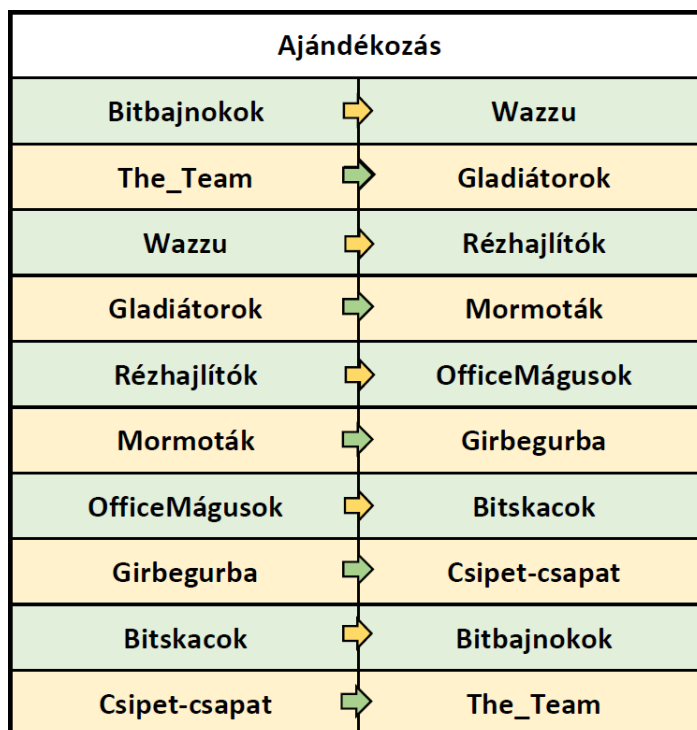 Ajándékozás
Bitbajnokok Wazzu
The_Team Gladiátorok
Wazzu Rézhajlítók
Gladiátorok Mormoták
Rézhajlítók OfficeMágusok
Mormoták Girbegurba
OfficeMágusok Bitskacok
Girbegurba Csipet-csapat
Bitskacok Bitbajnokok
Csipet-csapat The_Team